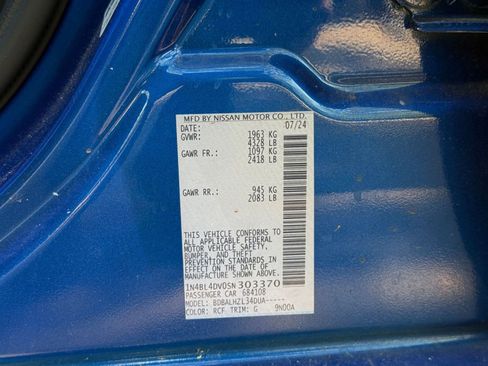 MFD BY NISSAN MOTOR CO., LTD.
DATE: 07/24
GVWR: 1963 KG
4328 LB
GAWR FR.: 1097 KG
2418 LB
GAWR RR.: 945 KG
2083 LB
THIS VEHICLE CONFORMS TO
ALL APPLICABLE FEDERAL
MOTOR VEHICLE SAFETY,
BUMPER, AND THEFT
PREVENTION STANDARDS IN
EFFECT ON THE DATE OF
MANUFACTURE SHOWN ABOVE.
1N4BL4DV0SN303370
PASSENGER CAR 684108
MODEL: BDBALHZL34DUA-----
COLOR: RCF TRIM: G 9N00A